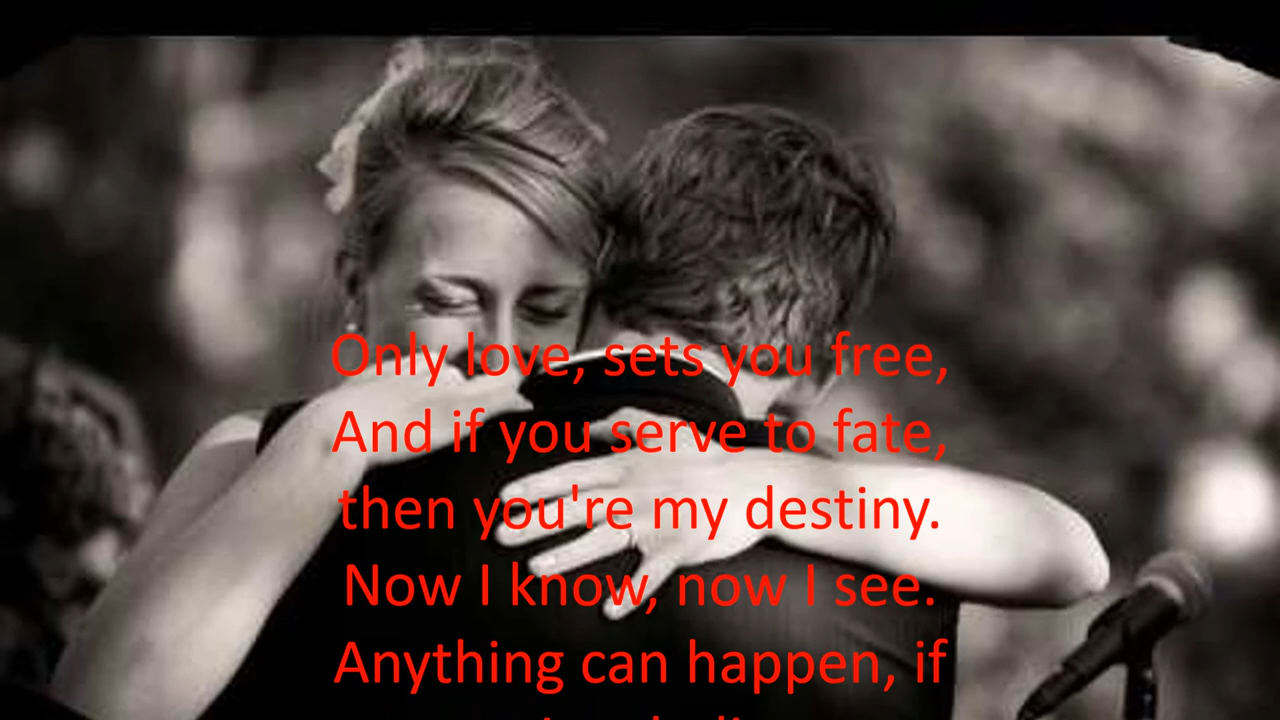 Only love, sets you free,
And if you serve to fate,
then you're my destiny.
Now I know, now I see.
Anything can happen, if